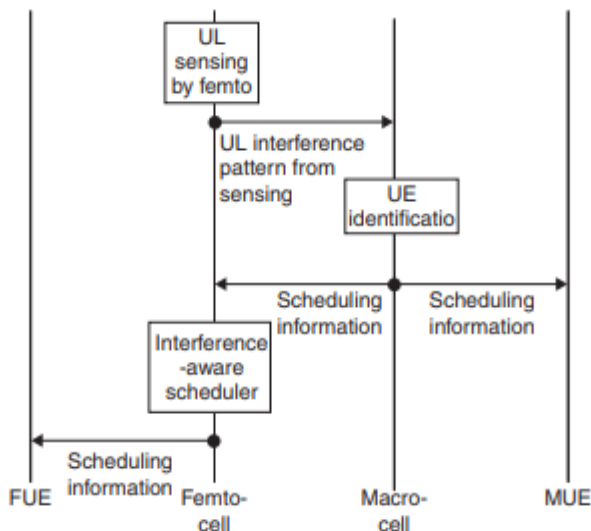 UL
sensing
by femto
UL interference
pattern from
sensing
UE
identificatio
Scheduling
information
Scheduling
information
Interference
-aware
scheduler
Scheduling
information
FUE
Femto-
cell
Macro-
cell
MUE